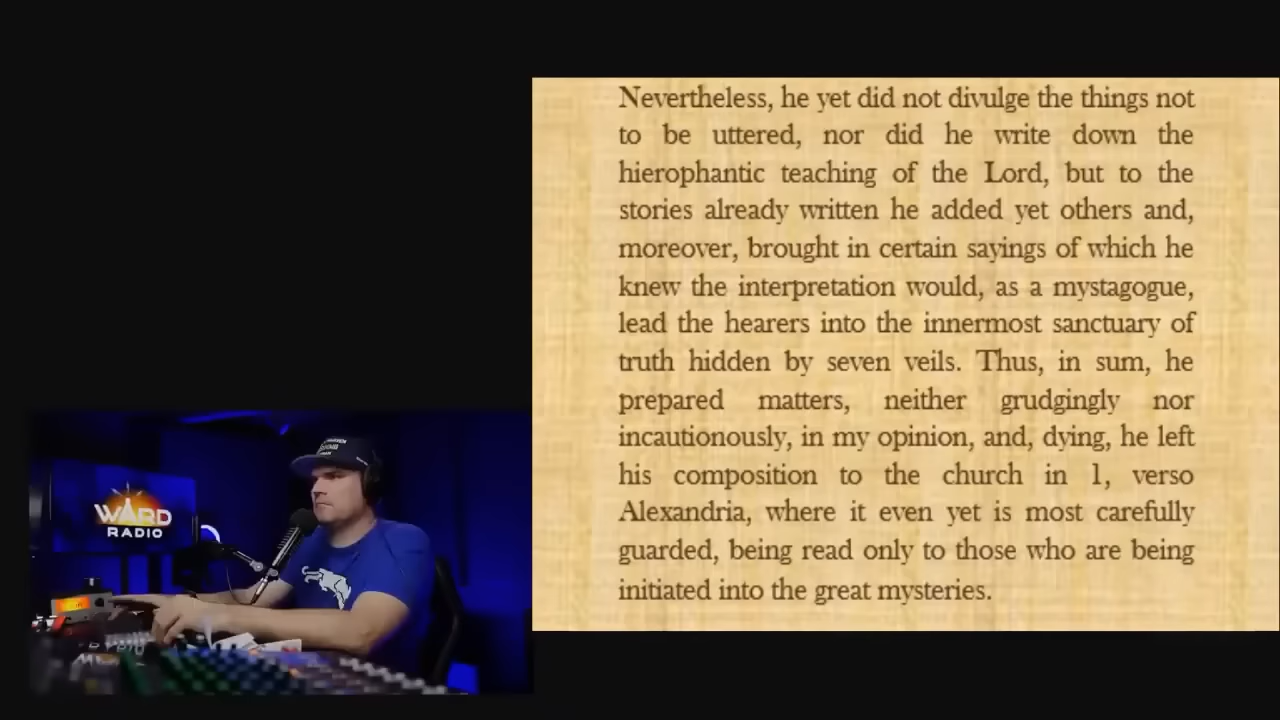 Nevertheless, he yet did not divulge the things not
to be uttered, nor did he write down the
hierophantic teaching of the Lord, but to the
stories already written he added yet others and,
moreover, brought in certain sayings of which he
knew the interpretation would, as a mystagogue,
lead the hearers into the innermost sanctuary of
truth hidden by seven veils. Thus, in sum, he
prepared matters, neither grudgingly nor
incautionously, in my opinion, and, dying, he left
his composition to the church in 1, verso
Alexandria, where it even yet is most carefully
guarded, being read only to those who are being
initiated into the great mysteries.
WARD
RADIO